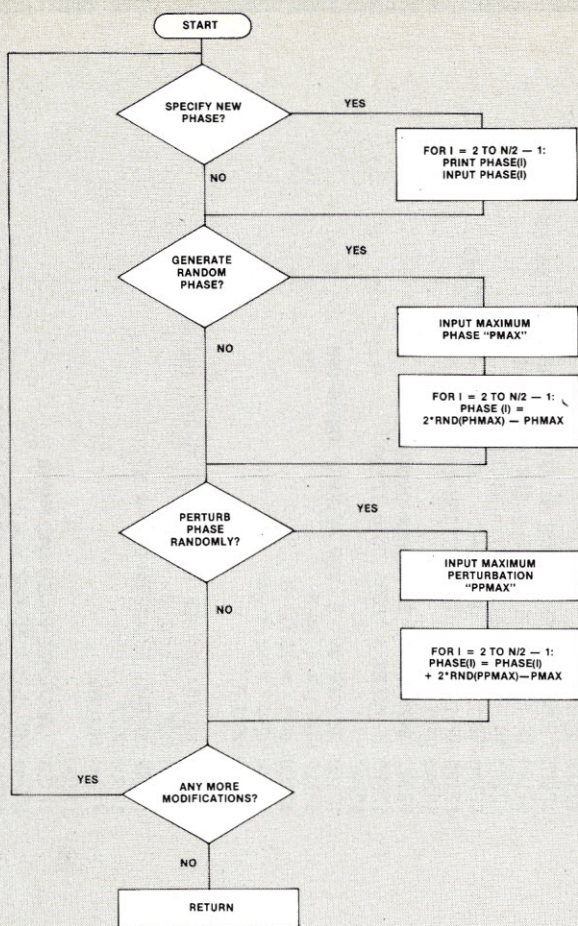 START
SPECIFY NEW
PHASE?
YES
NO
FOR I = 2 TO N/2 — 1:
PRINT PHASE(I)
INPUT PHASE(I)
GENERATE
RANDOM
PHASE?
YES
NO
INPUT MAXIMUM
PHASE "PMAX"
FOR I = 2 TO N/2 — 1:
PHASE (I) =
2*RND(PHMAX) — PHMAX
PERTURB
PHASE
RANDOMLY?
YES
NO
INPUT MAXIMUM
PERTURBATION
"PPMAX"
FOR I = 2 TO N/2 — 1:
PHASE(I) = PHASE(I)
+ 2*RND(PPMAX)—PMAX
ANY MORE
MODIFICATIONS?
YES
NO
RETURN